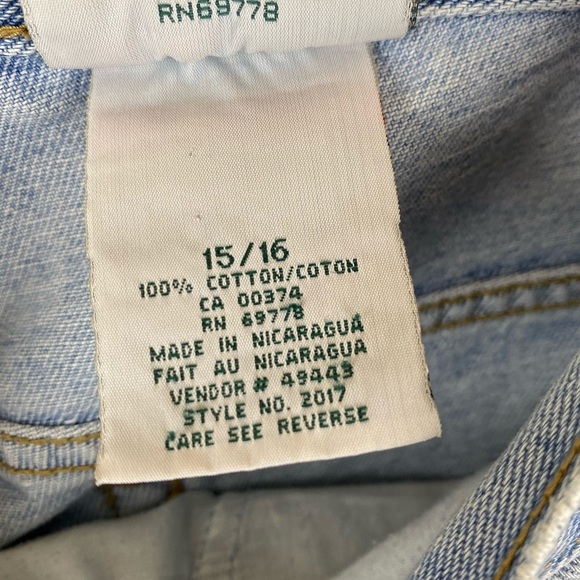 RN69778
15/16
100% COTTON/COTON
CA 00374
RN 69778
MADE IN NICARAGUA
FAIT AU NICARAGUA
VENDOR # 49443
STYLE NO. 2017
CARE SEE REVERSE